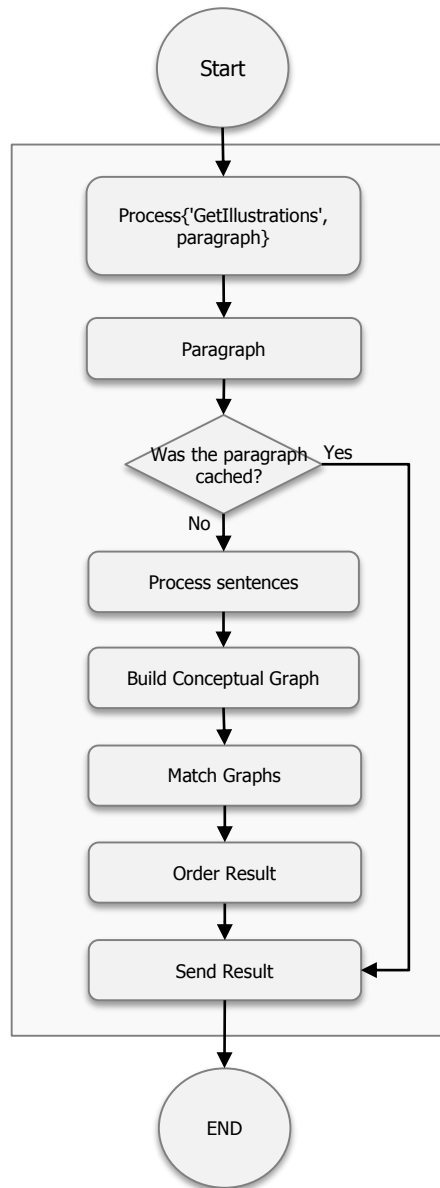 Start
Process{'GetIllustrations',
paragraph}
Paragraph
Was the paragraph
cached?
Yes
No
Process sentences
Build Conceptual Graph
Match Graphs
Order Result
Send Result
END